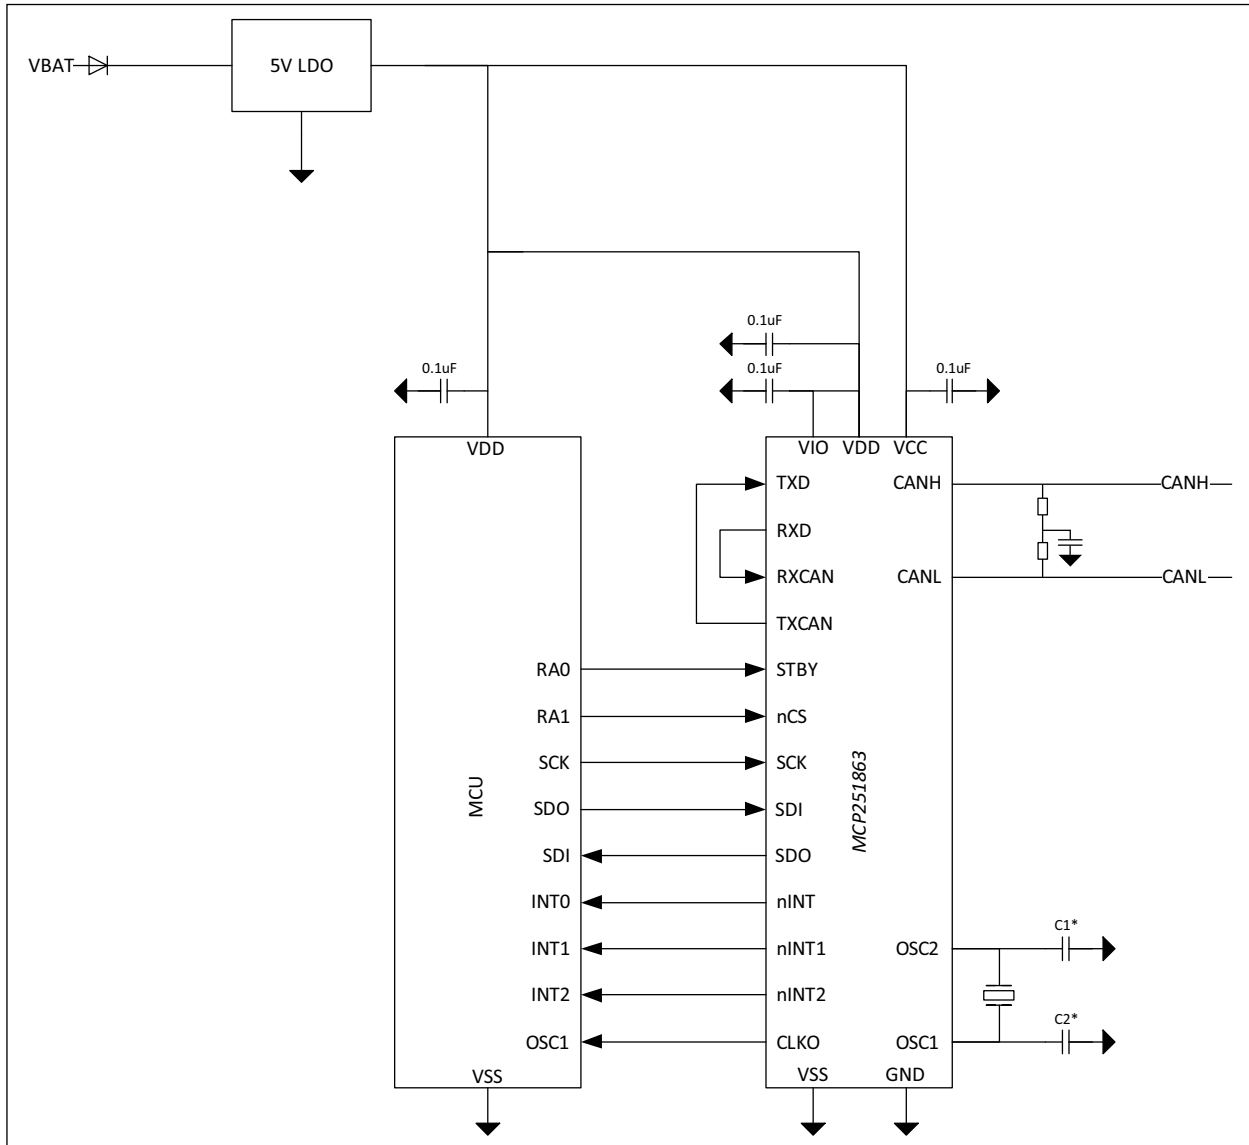 VBAT
5V LDO
0.1uF
0.1uF
0.1uF
0.1uF
VDD
VIO VDD VCC
TXD CANH CANH
RXD
RXCAN CANL CANL
TXCAN
RA0 STBY
RA1 nCS
SCK SCK
MCU
MCP251863
SDO SDI
SDI SDO
INT0 nINT
INT1 nINT1 OSC2 C1*
INT2 nINT2
OSC1 CLKO OSC1 C2*
VSS VSS GND